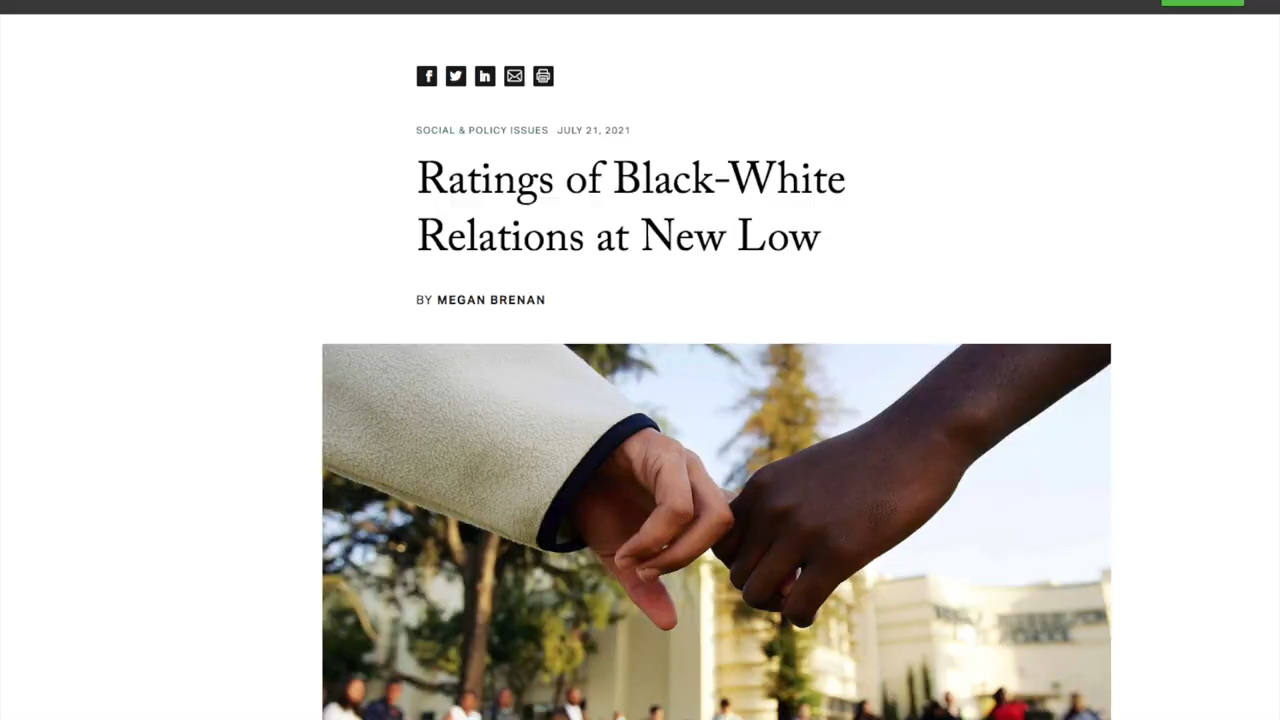 SOCIAL & POLICY ISSUES JULY 21, 2021
Ratings of Black-White
Relations at New Low
BY MEGAN BRENAN